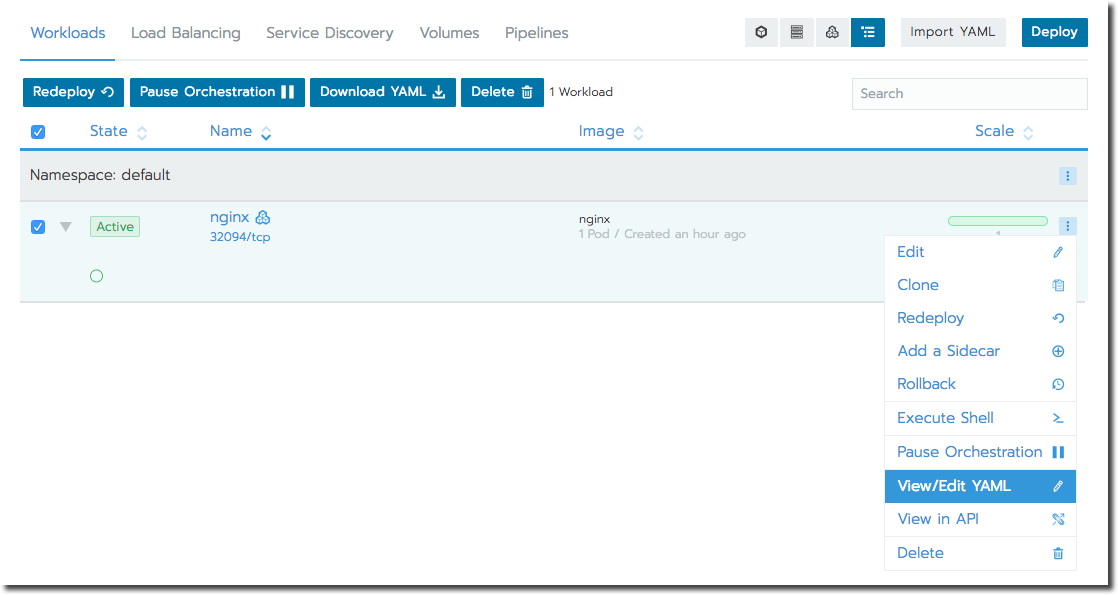 Workloads Load Balancing Service Discovery Volumes Pipelines Import YAML Deploy
Redeploy Pause Orchestration Download YAML Delete 1 Workload Search
State Name Image Scale
Namespace: default
Active nginx nginx
32094/tcp 1 Pod / Created an hour ago
Edit
Clone
Redeploy
Add a Sidecar
Rollback
Execute Shell
Pause Orchestration
View/Edit YAML
View in API
Delete